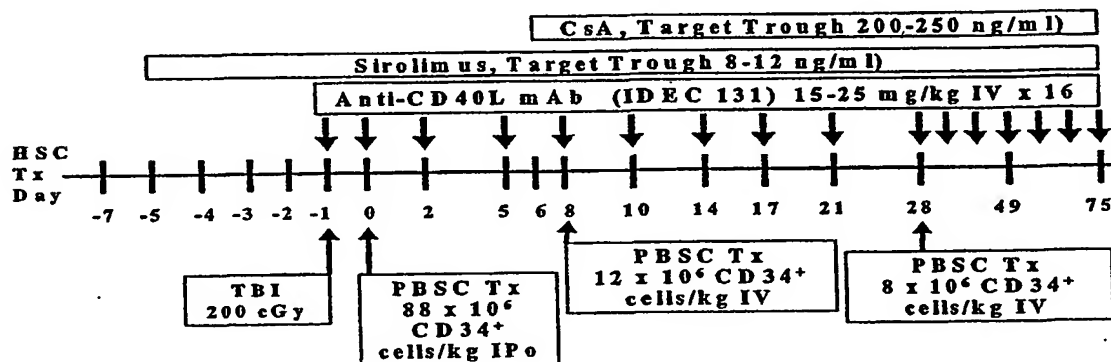 CsA, Target Trough 200-250 ng/ml)
Sirolimus, Target Trough 8-12 ng/ml)
Anti-CD40L mAb (IDEC 131) 15-25 mg/kg IV x 16
HSC
Tx
Day
-7 -5 -4 -3 -2 -1 0 2 5 6 8 10 14 17 21 28 49 75
TBI
200 cGy
PBSC Tx
88 x 10⁶
CD34⁺
cells/kg IPo
PBSC Tx
12 x 10⁶ CD34⁺
cells/kg IV
PBSC Tx
8 x 10⁶ CD34⁺
cells/kg IV